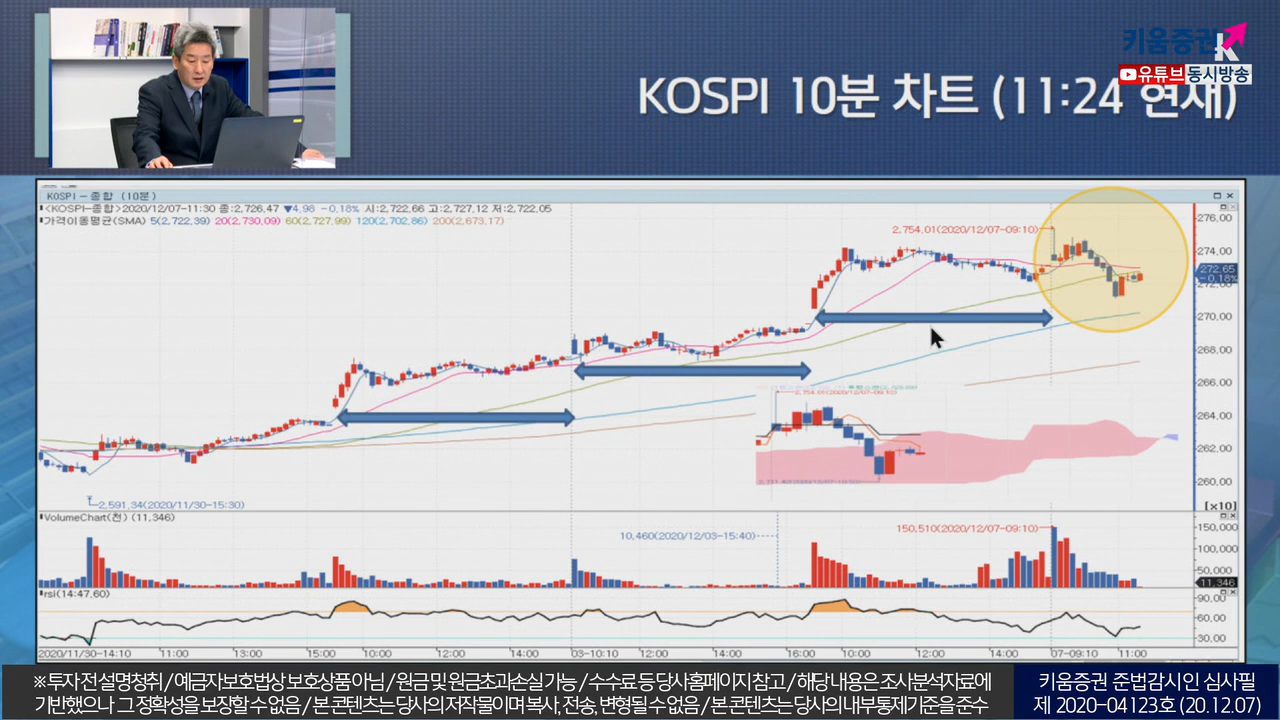 키움증권
유튜브동시방송
KOSPI 10분 차트 (11:24 현재)
KOSPI - 종합 (10분)
<KOSPI-종합>2020/12/07-11:30 종:2,726.47 ▼4.98 -0.18% 시:2,722.66 고:2,727.12 저:2,722.05
가격이동평균(SMA) 5(2,722.39) 20(2,730.09) 60(2,727.99) 120(2,702.86) 200(2,673.17)
276.00
2,754.01(2020/12/07-09:10)
274.00
272.65
-0.18%
272.00
270.00
268.00
266.00
2,754.01(2020/12/07-09:10)
264.00
262.00
260.00
2,591.34(2020/11/30-15:30)
[x10]
VolumeChart(천) (11,346)
150,510(2020/12/07-09:10)
150,000
10,460(2020/12/03-15:40)
100,000
50,000
11,346
rsi(14:47.60)
90.00
60.00
30.00
2020/11/30-14:10 11:00 13:00 15:00 10:00 12:00 14:00 03-10:10 12:00 14:00 16:00 10:00 12:00 14:00 07-09:10 11:00
※ 투자 전 설명청취 / 예금자보호법상 보호상품 아님 / 원금 및 원금초과손실 가능 / 수수료 등 당사홈페이지 참고 / 해당 내용은 조사분석자료에
기반했으나 그 정확성을 보장할 수 없음 / 본 콘텐츠는 당사의 저작물이며 복사, 전송, 변형될 수 없음 / 본 콘텐츠는 당사의 내부통제기준을 준수
키움증권 준법감시인 심사필
제 2020-04123호 (20.12.07)